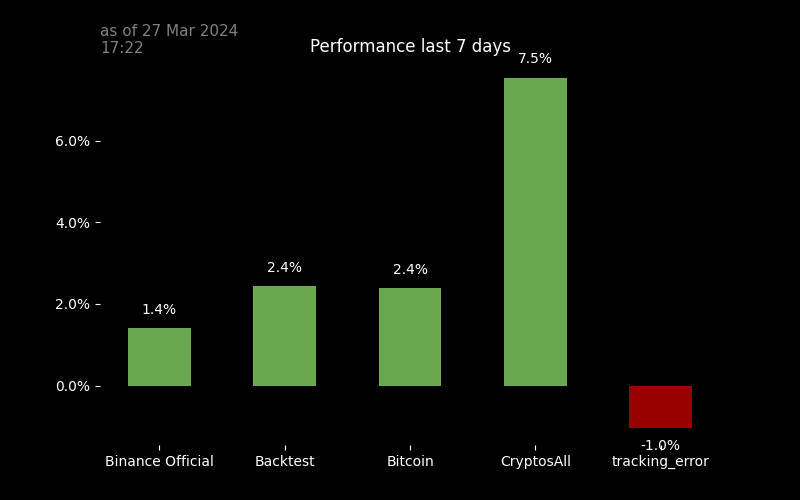 as of 27 Mar 2024
17:22
Performance last 7 days
7.5%
6.0%
4.0%
2.4%
2.4%
2.0%
1.4%
0.0%
-1.0%
Binance Official
Backtest
Bitcoin
CryptosAll
tracking_error